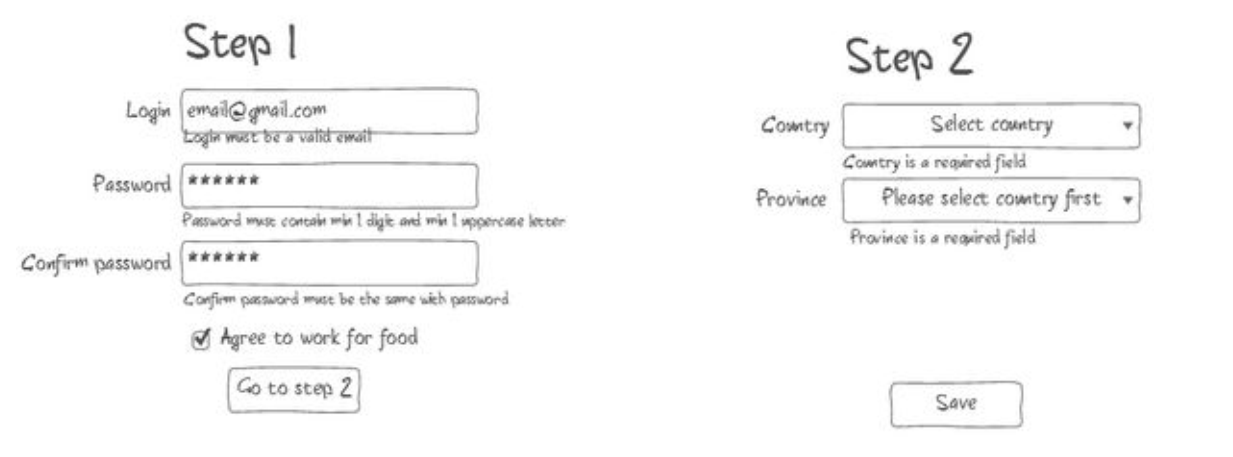 Step 1
Login
email@gmail.com
Login must be a valid email
Password
******
Password must contain min 1 digit and min 1 uppercase letter
Confirm password
******
Confirm password must be the same with password
Agree to work for food
Go to step 2
Step 2
Country
Select country
Country is a required field
Province
Please select country first
Province is a required field
Save